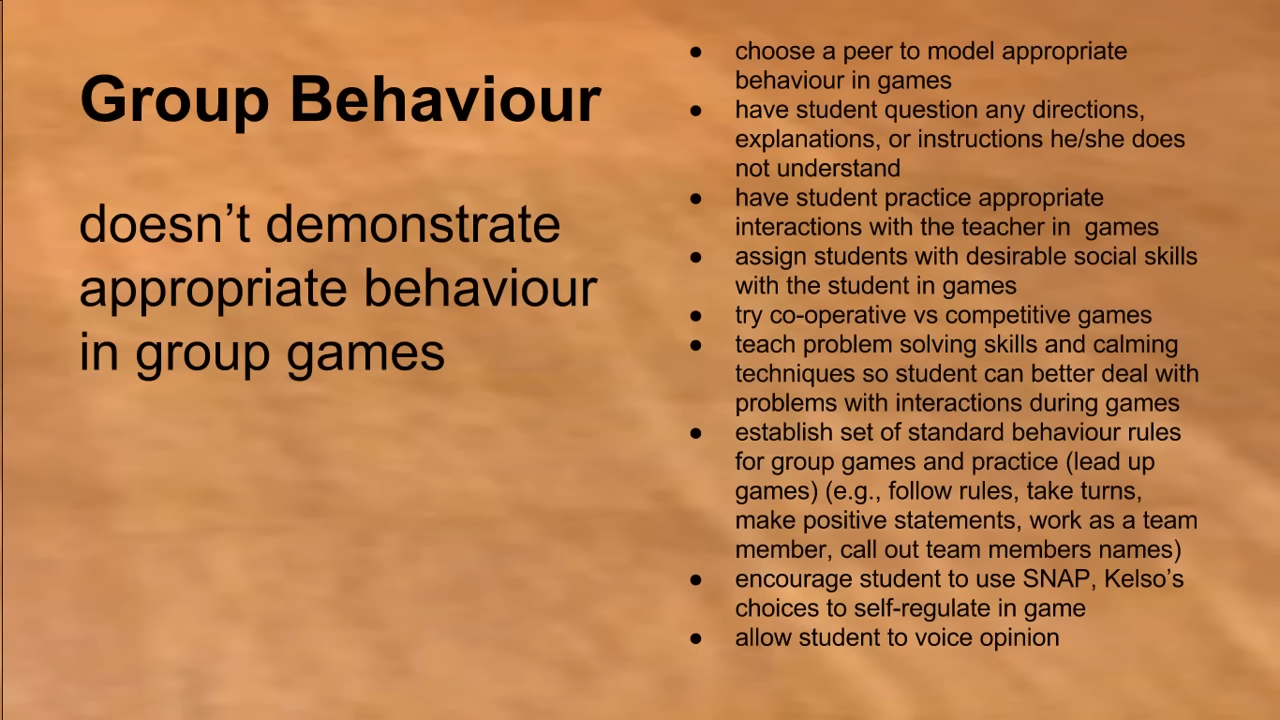 Group Behaviour
doesn’t demonstrate
appropriate behaviour
in group games
● choose a peer to model appropriate
behaviour in games
● have student question any directions,
explanations, or instructions he/she does
not understand
● have student practice appropriate
interactions with the teacher in  games
● assign students with desirable social skills
with the student in games
● try co-operative vs competitive games
● teach problem solving skills and calming
techniques so student can better deal with
problems with interactions during games
● establish set of standard behaviour rules
for group games and practice (lead up
games) (e.g., follow rules, take turns,
make positive statements, work as a team
member, call out team members names)
● encourage student to use SNAP, Kelso’s
choices to self-regulate in game
● allow student to voice opinion